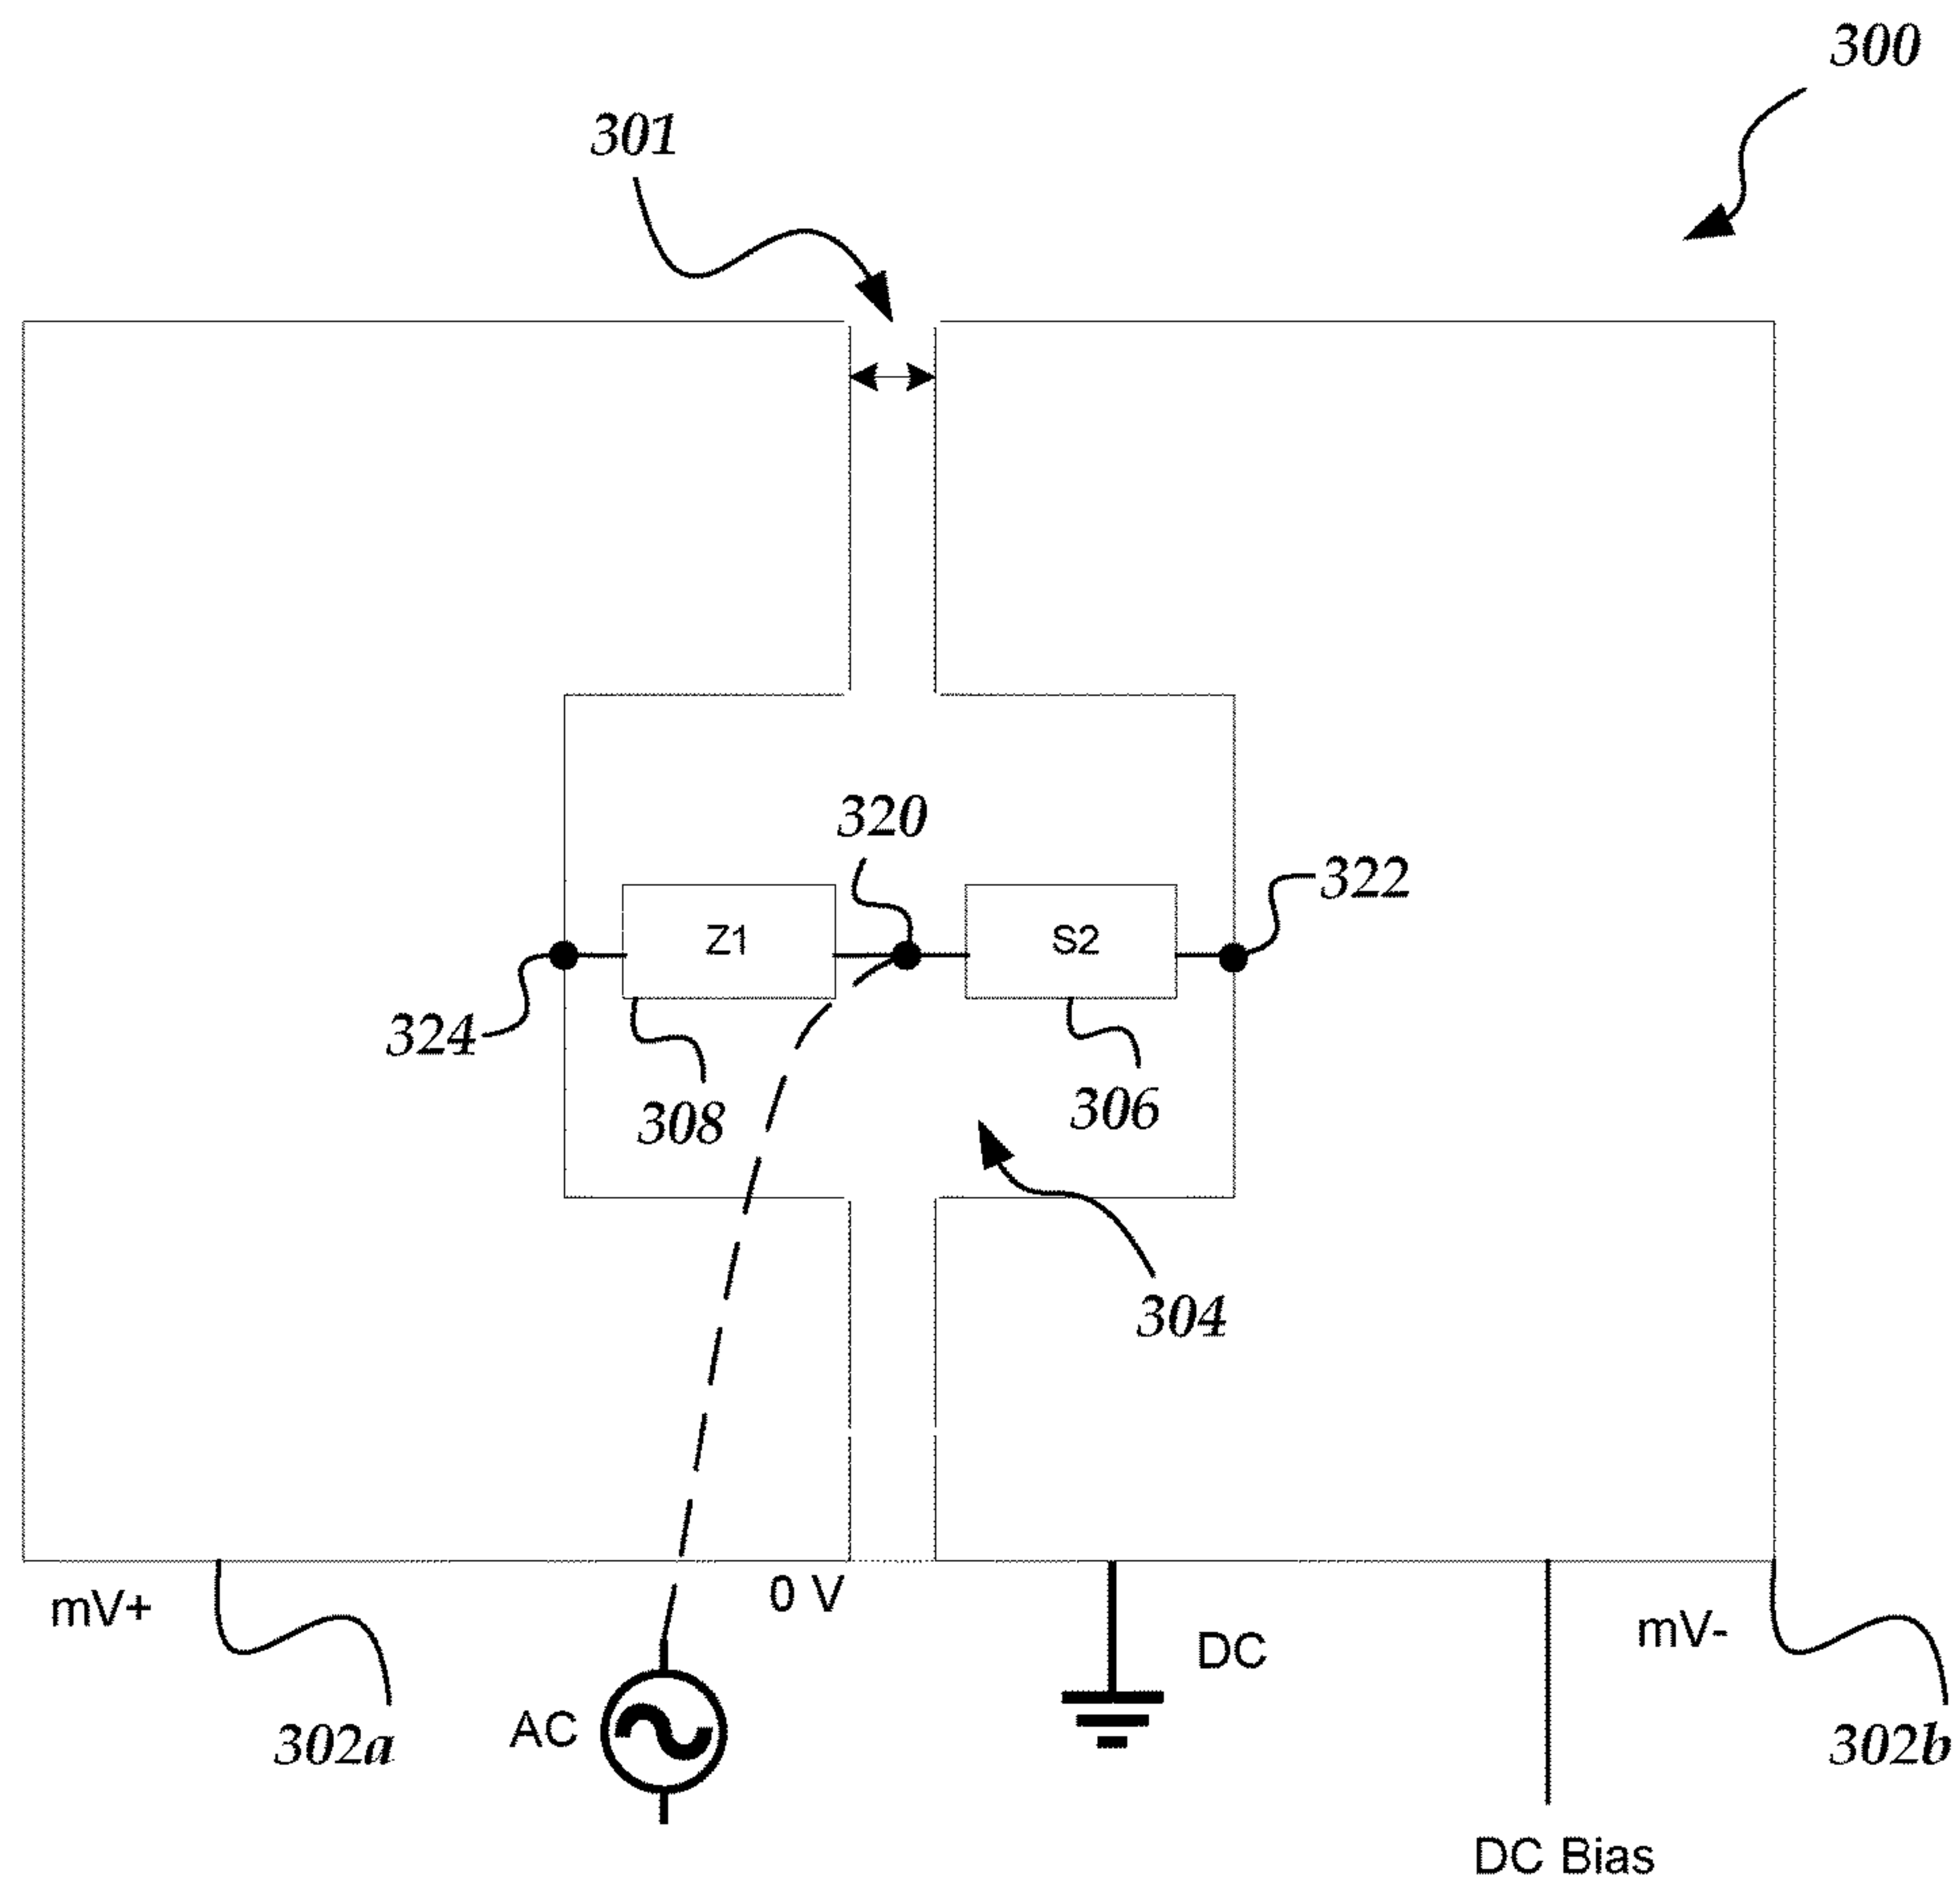 300
301
320
322
Z1
S2
324
308
306
304
mV+
0 V
DC
mV-
AC
302a
302b
DC Bias